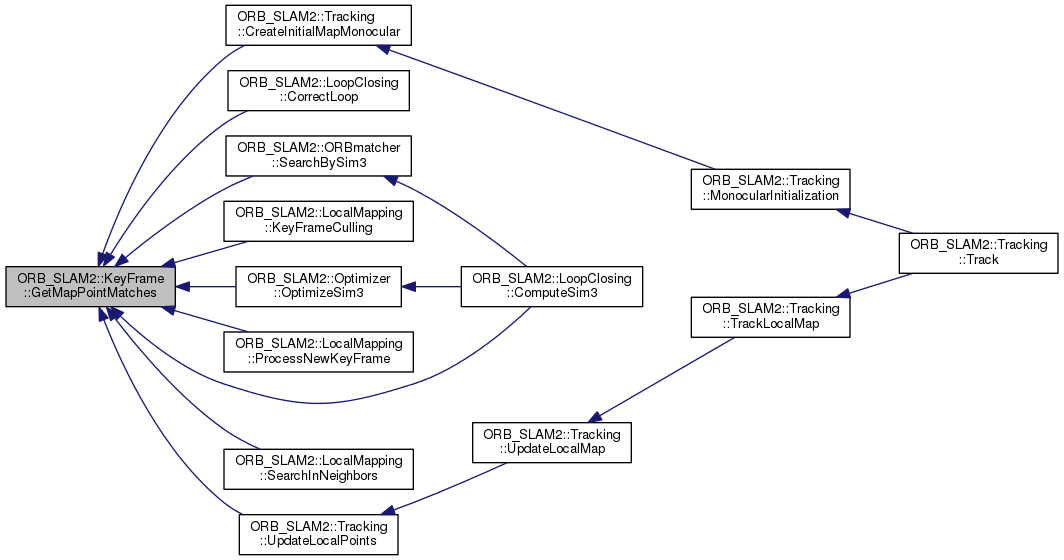 ORB_SLAM2::Tracking
::CreateInitialMapMonocular
ORB_SLAM2::LoopClosing
::CorrectLoop
ORB_SLAM2::ORBmatcher
::SearchBySim3
ORB_SLAM2::Tracking
::MonocularInitialization
ORB_SLAM2::LocalMapping
::KeyFrameCulling
ORB_SLAM2::Tracking
::Track
ORB_SLAM2::KeyFrame
::GetMapPointMatches
ORB_SLAM2::Optimizer
::OptimizeSim3
ORB_SLAM2::LoopClosing
::ComputeSim3
ORB_SLAM2::Tracking
::TrackLocalMap
ORB_SLAM2::LocalMapping
::ProcessNewKeyFrame
ORB_SLAM2::Tracking
::UpdateLocalMap
ORB_SLAM2::LocalMapping
::SearchInNeighbors
ORB_SLAM2::Tracking
::UpdateLocalPoints